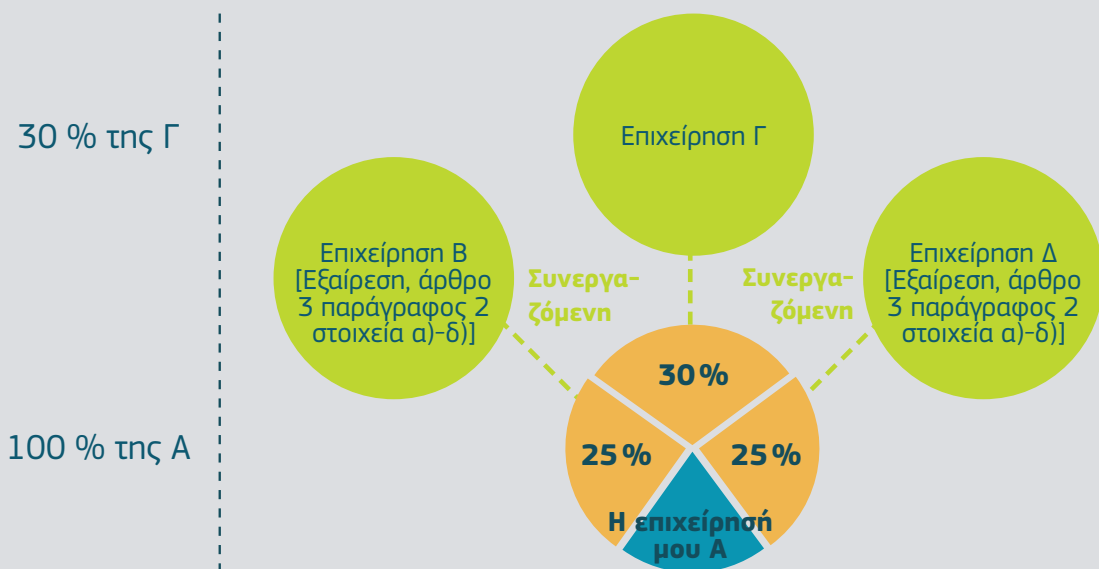 30 % της Γ
Επιχείρηση Γ
Επιχείρηση Β
[Εξαίρεση, άρθρο
3 παράγραφος 2
στοιχεία α)-δ)]
Συνεργα-
ζόμενη
Συνεργα-
ζόμενη
Επιχείρηση Δ
[Εξαίρεση, άρθρο
3 παράγραφος 2
στοιχεία α)-δ)]
30 %
100 % της Α
25 %
25 %
Η επιχείρησή
μου Α